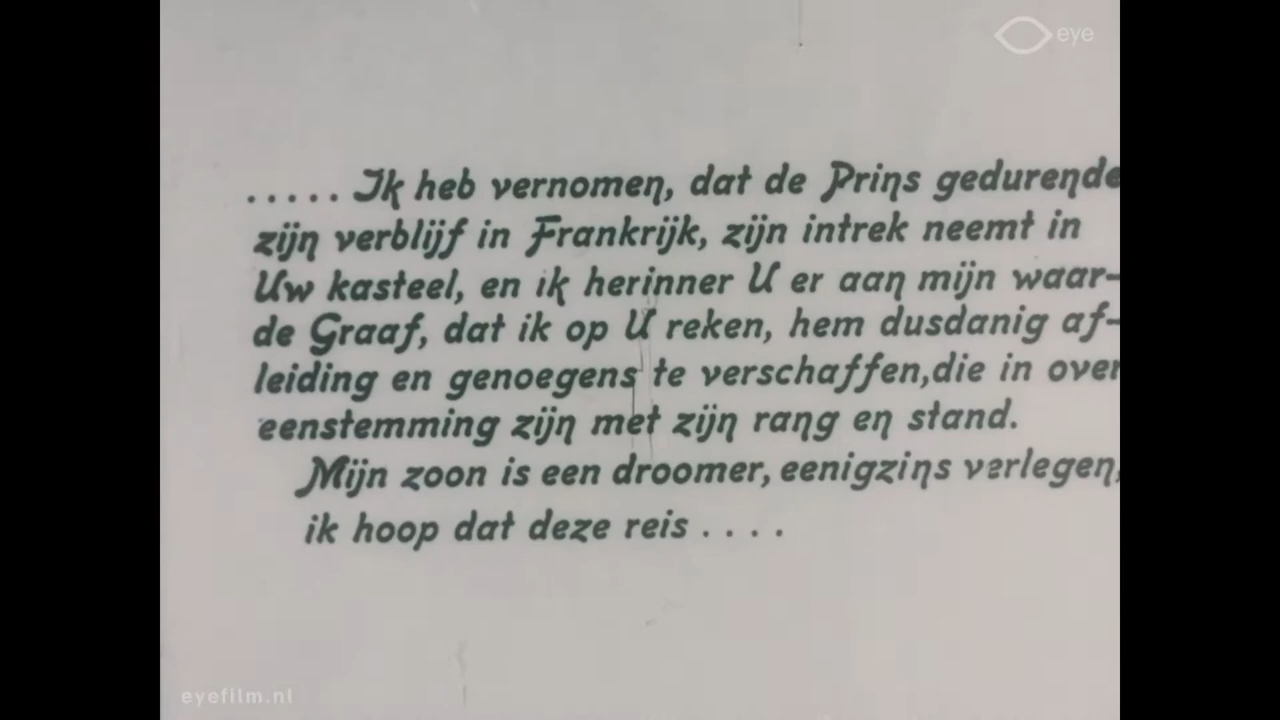 eye
..... Ik heb vernomen, dat de Prins gedurende
zijn verblijf in Frankrijk, zijn intrek neemt in
Uw kasteel, en ik herinner U er aan mijn waar-
de Graaf, dat ik op U reken, hem dusdanig af-
leiding en genoegens te verschaffen,die in over
eenstemming zijn met zijn rang en stand.
Mijn zoon is een droomer, eenigzins verlegen,
ik hoop dat deze reis ....
eyefilm.nl